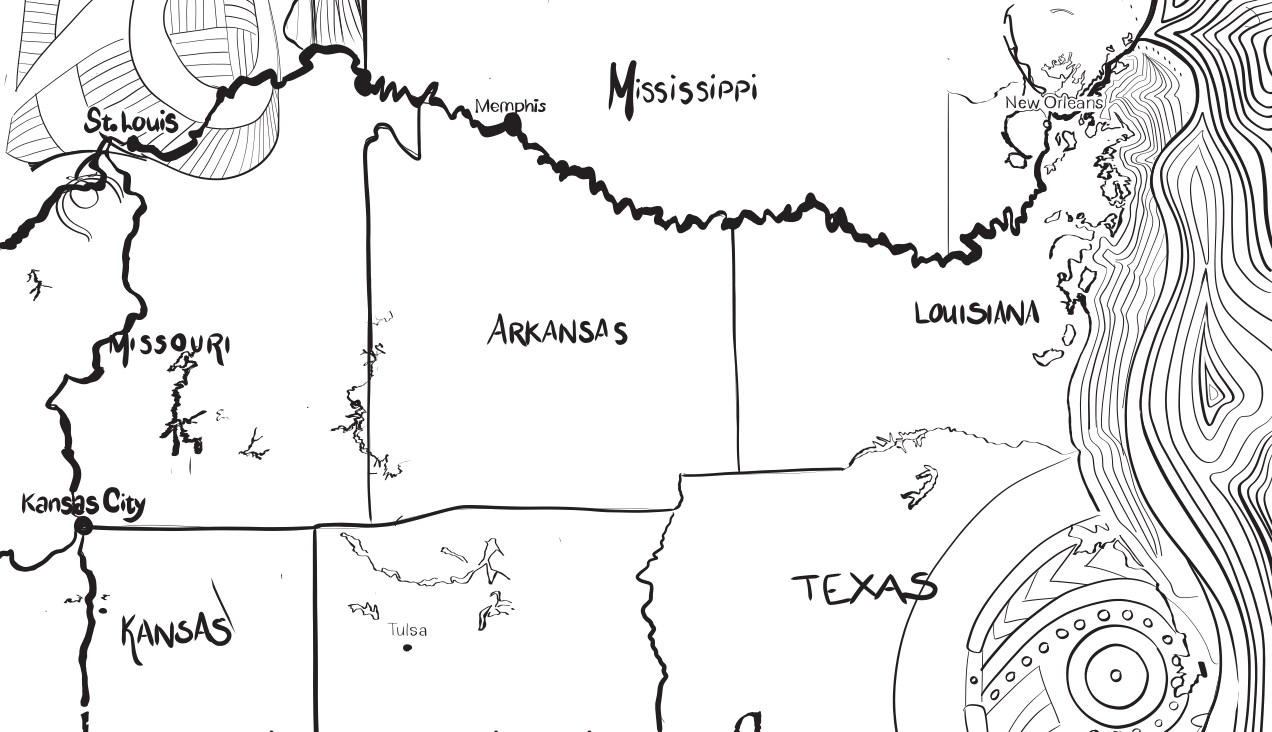 Mississippi
Memphis
New Orleans
St. Louis
LOUISIANA
ARKANSAS
MISSOURI
Kansas City
TEXAS
KANSAS
Tulsa